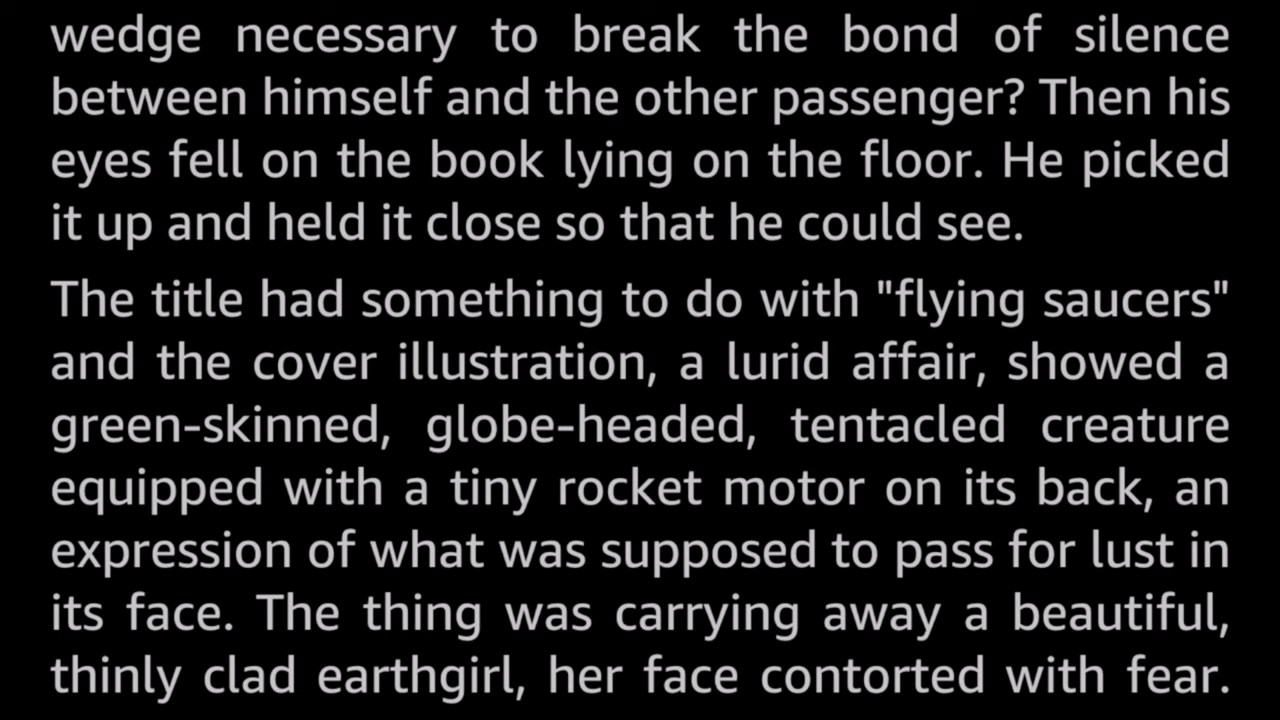 wedge necessary to break the bond of silence
between himself and the other passenger? Then his
eyes fell on the book lying on the floor. He picked
it up and held it close so that he could see.
The title had something to do with "flying saucers"
and the cover illustration, a lurid affair, showed a
green-skinned, globe-headed, tentacled creature
equipped with a tiny rocket motor on its back, an
expression of what was supposed to pass for lust in
its face. The thing was carrying away a beautiful,
thinly clad earthgirl, her face contorted with fear.